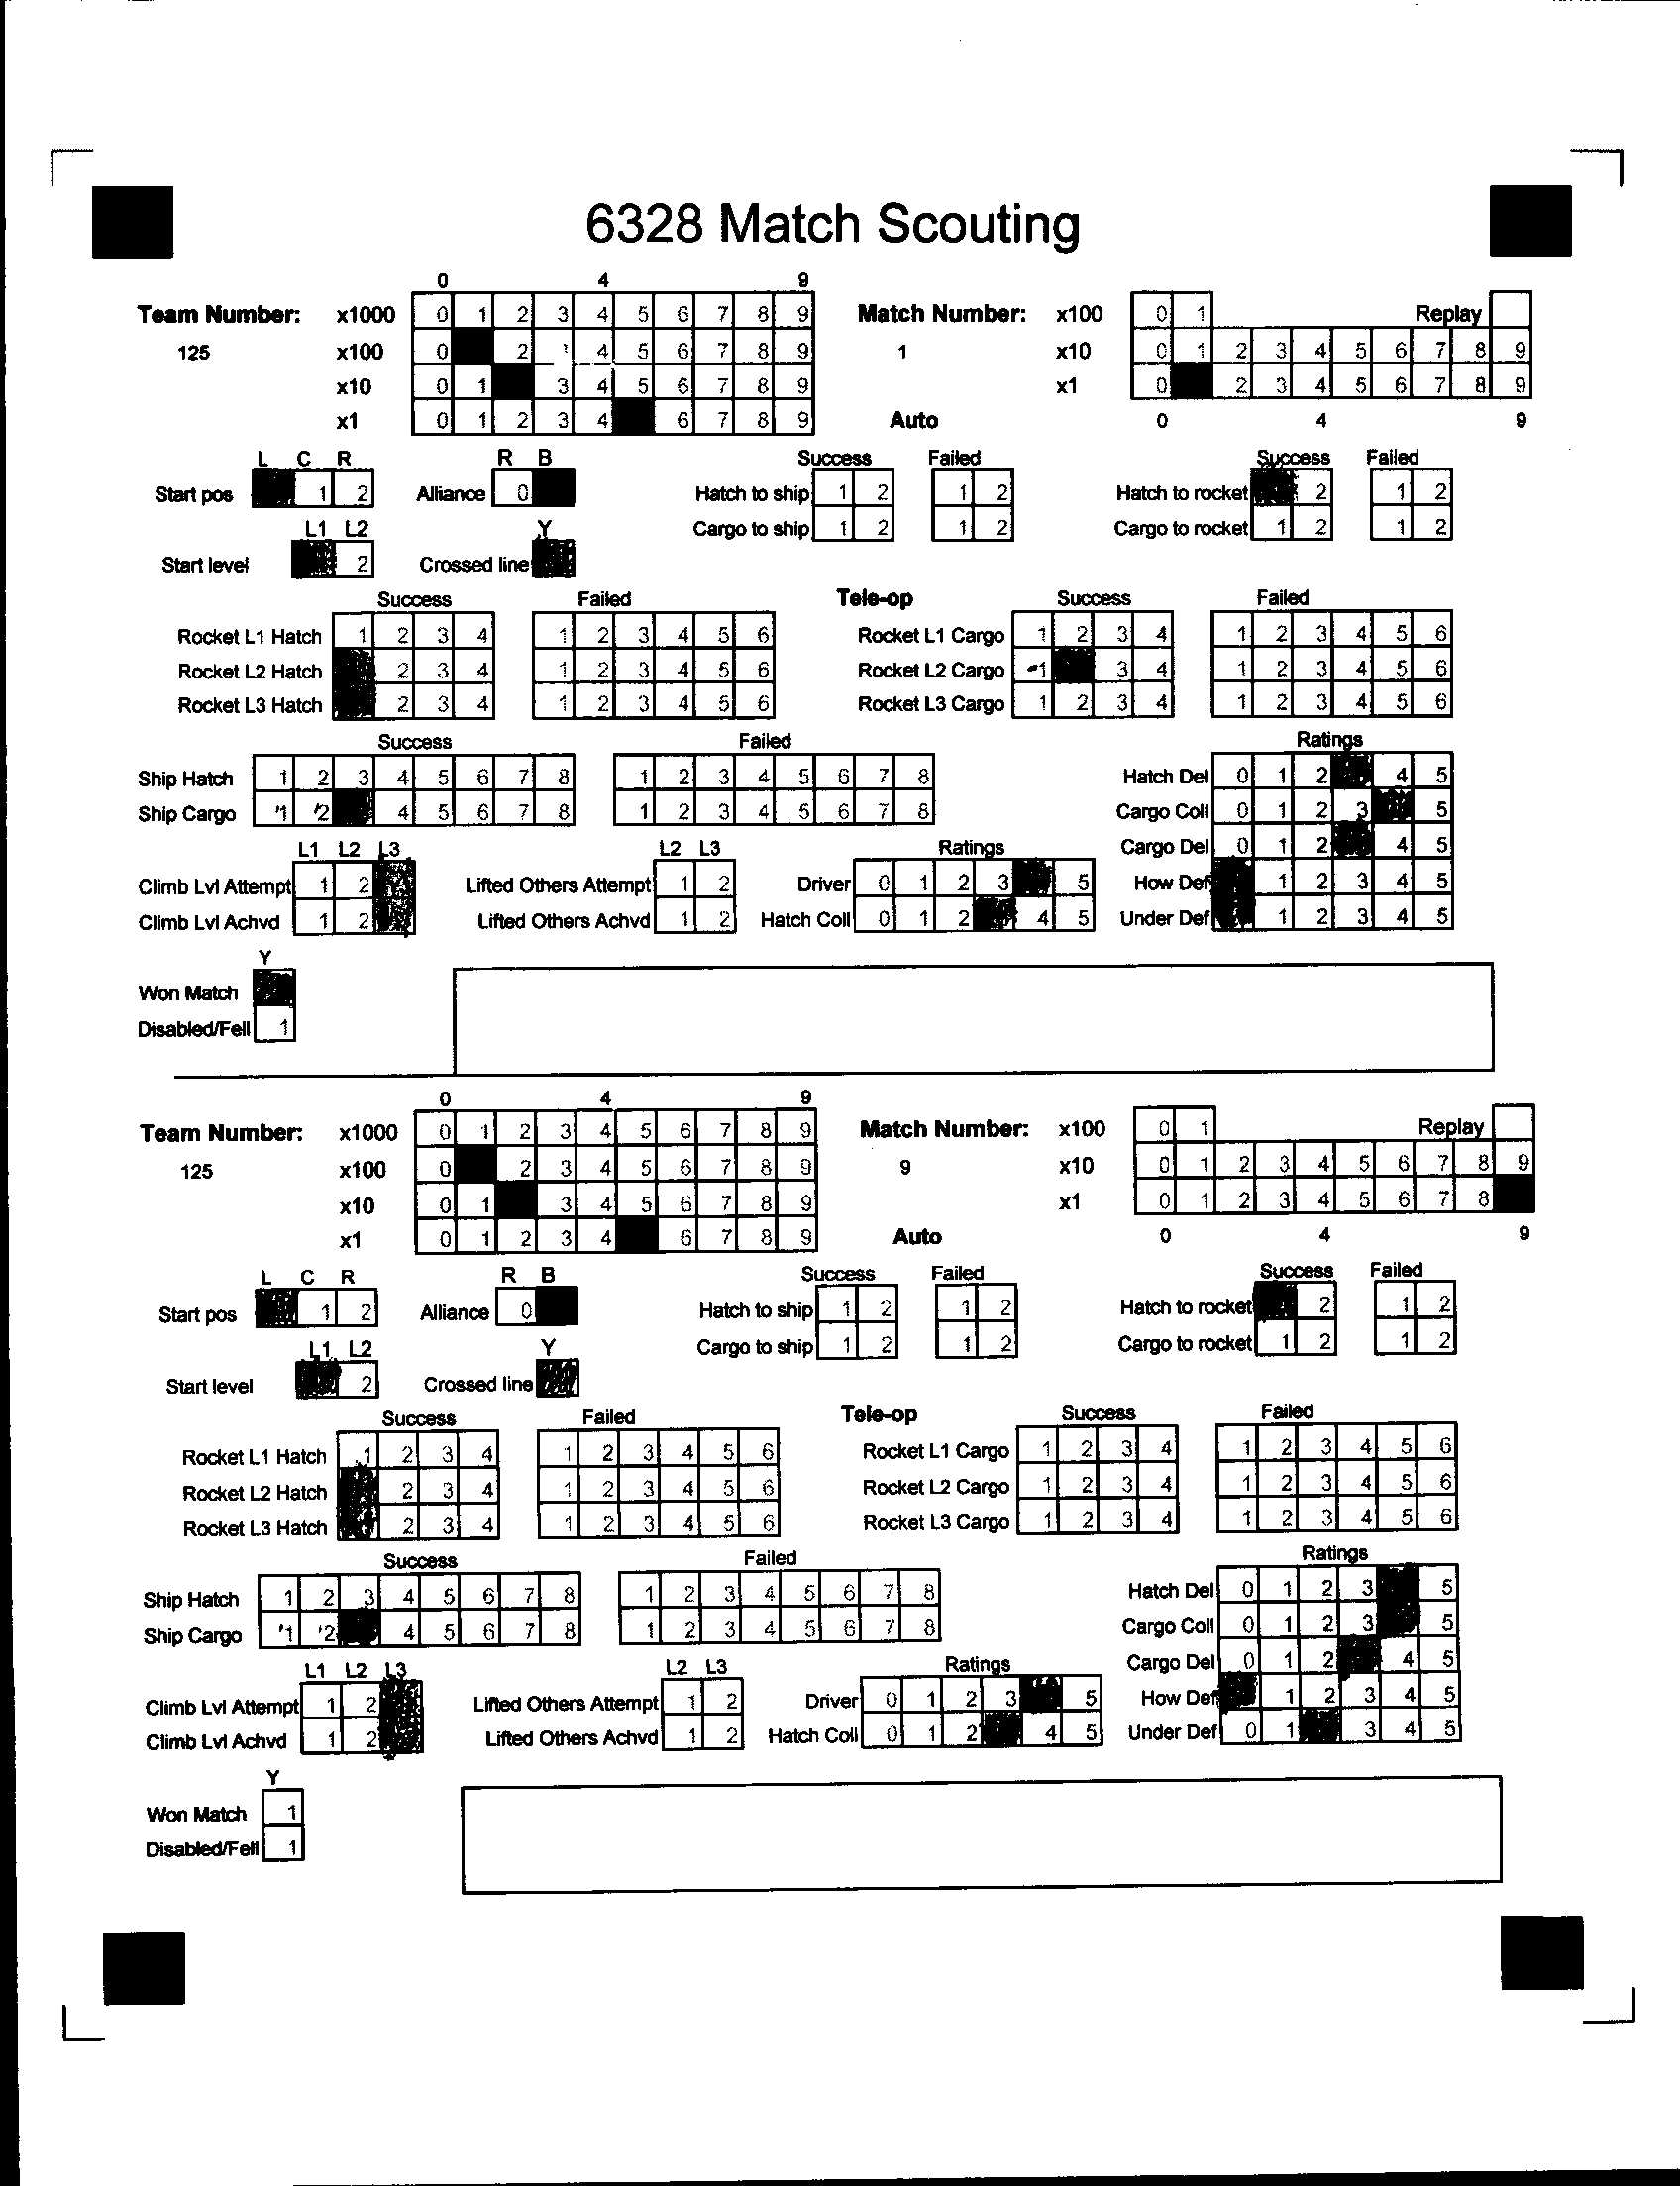 6328 Match Scouting
0 4 9
Team Number: x1000 0 1 2 3 4 5 6 7 8 9 Match Number: x100 0 1 Replay
125 x100 0 2 4 5 6 7 8 9 1 x10 0 1 2 3 4 5 6 7 8 9
x10 0 1 3 4 5 6 7 8 9 x1 0 2 3 4 5 6 7 8 9
x1 0 1 2 3 4 6 7 8 9 Auto 0 4 9
L C R R B Success Failed Success Failed
Start pos 1 2 Alliance 0 Hatch to ship 1 2 1 2 Hatch to rocket 2 1 2
L1 L2 Y Cargo to ship 1 2 1 2 Cargo to rocket 1 2 1 2
Start level 2 Crossed line
Success Failed Tele-op Success Failed
Rocket L1 Hatch 1 2 3 4 1 2 3 4 5 6 Rocket L1 Cargo 1 2 3 4 1 2 3 4 5 6
Rocket L2 Hatch 2 3 4 1 2 3 4 5 6 Rocket L2 Cargo 1 3 4 1 2 3 4 5 6
Rocket L3 Hatch 2 3 4 1 2 3 4 5 6 Rocket L3 Cargo 1 2 3 4 1 2 3 4 5 6
Success Failed Ratings
Ship Hatch 1 2 3 4 5 6 7 8 1 2 3 4 5 6 7 8 Hatch Del 0 1 2 4 5
Ship Cargo 1 2 4 5 6 7 8 1 2 3 4 5 6 7 8 Cargo Coll 0 1 2 3 5
L1 L2 L3 L2 L3 Ratings Cargo Del 0 1 2 4 5
Climb Lvl Attempt 1 2 Lifted Others Attempt 1 2 Driver 0 1 2 3 5 How Def 1 2 3 4 5
Climb Lvl Achvd 1 2 Lifted Others Achvd 1 2 Hatch Coll 0 1 2 4 5 Under Def 1 2 3 4 5
Y
Won Match
Disabled/Fell 1
0 4 9
Team Number: x1000 0 1 2 3 4 5 6 7 8 9 Match Number: x100 0 1 Replay
125 x100 0 2 3 4 5 6 7 8 9 9 x10 0 1 2 3 4 5 6 7 8 9
x10 0 1 3 4 5 6 7 8 9 x1 0 1 2 3 4 5 6 7 8
x1 0 1 2 3 4 6 7 8 9 Auto 0 4 9
L C R R B Success Failed Success Failed
Start pos 1 2 Alliance 0 Hatch to ship 1 2 1 2 Hatch to rocket 2 1 2
L1 L2 Y Cargo to ship 1 2 1 2 Cargo to rocket 1 2 1 2
Start level 2 Crossed line
Success Failed Tele-op Success Failed
Rocket L1 Hatch 1 2 3 4 1 2 3 4 5 6 Rocket L1 Cargo 1 2 3 4 1 2 3 4 5 6
Rocket L2 Hatch 2 3 4 1 2 3 4 5 6 Rocket L2 Cargo 1 2 3 4 1 2 3 4 5 6
Rocket L3 Hatch 2 3 4 1 2 3 4 5 6 Rocket L3 Cargo 1 2 3 4 1 2 3 4 5 6
Success Failed Ratings
Ship Hatch 1 2 3 4 5 6 7 8 1 2 3 4 5 6 7 8 Hatch Del 0 1 2 3 5
Ship Cargo 1 2 4 5 6 7 8 1 2 3 4 5 6 7 8 Cargo Coll 0 1 2 3 5
L1 L2 L3 L2 L3 Ratings Cargo Del 0 1 2 4 5
Climb Lvl Attempt 1 2 Lifted Others Attempt 1 2 Driver 0 1 2 3 5 How Def 1 2 3 4 5
Climb Lvl Achvd 1 2 Lifted Others Achvd 1 2 Hatch Coll 0 1 2 4 5 Under Def 0 1 3 4 5
Y
Won Match 1
Disabled/Fell 1